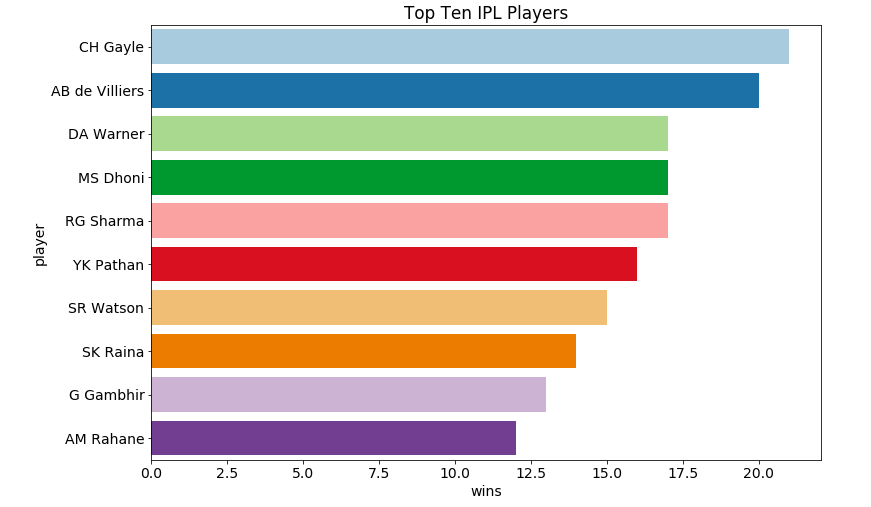 Top Ten IPL Players
CH Gayle
AB de Villiers
DA Warner
MS Dhoni
RG Sharma
YK Pathan
SR Watson
SK Raina
G Gambhir
AM Rahane
player
0.0 2.5 5.0 7.5 10.0 12.5 15.0 17.5 20.0
wins